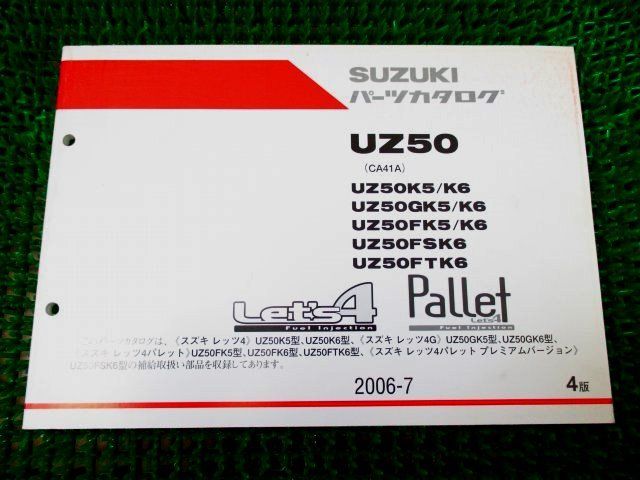 SUZUKI
パーツカタログ
UZ50
(CA41A)
UZ50K5/K6
UZ50GK5/K6
UZ50FK5/K6
UZ50FSK6
UZ50FTK6
Let's4
Fuel Injection
Pallet
Let's4
Fuel Injection
このパーツカタログは、《スズキ レッツ4》UZ50K5型、UZ50K6型、《スズキ レッツ4G》UZ50GK5型、UZ50GK6型、
《スズキ レッツ4パレット》UZ50FK5型、UZ50FK6型、UZ50FTK6型、《スズキ レッツ4パレット プレミアムバージョン》
UZ50FSK6型の補給取扱い部品を収録してあります。
2006-7
4版